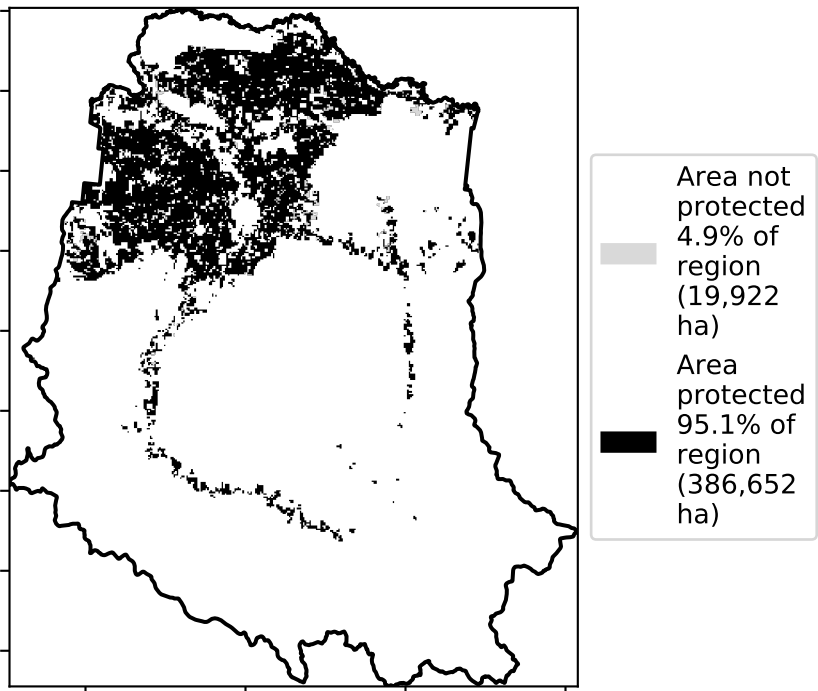 Area not
protected
4.9% of
region
(19,922
ha)
Area
protected
95.1% of
region
(386,652
ha)